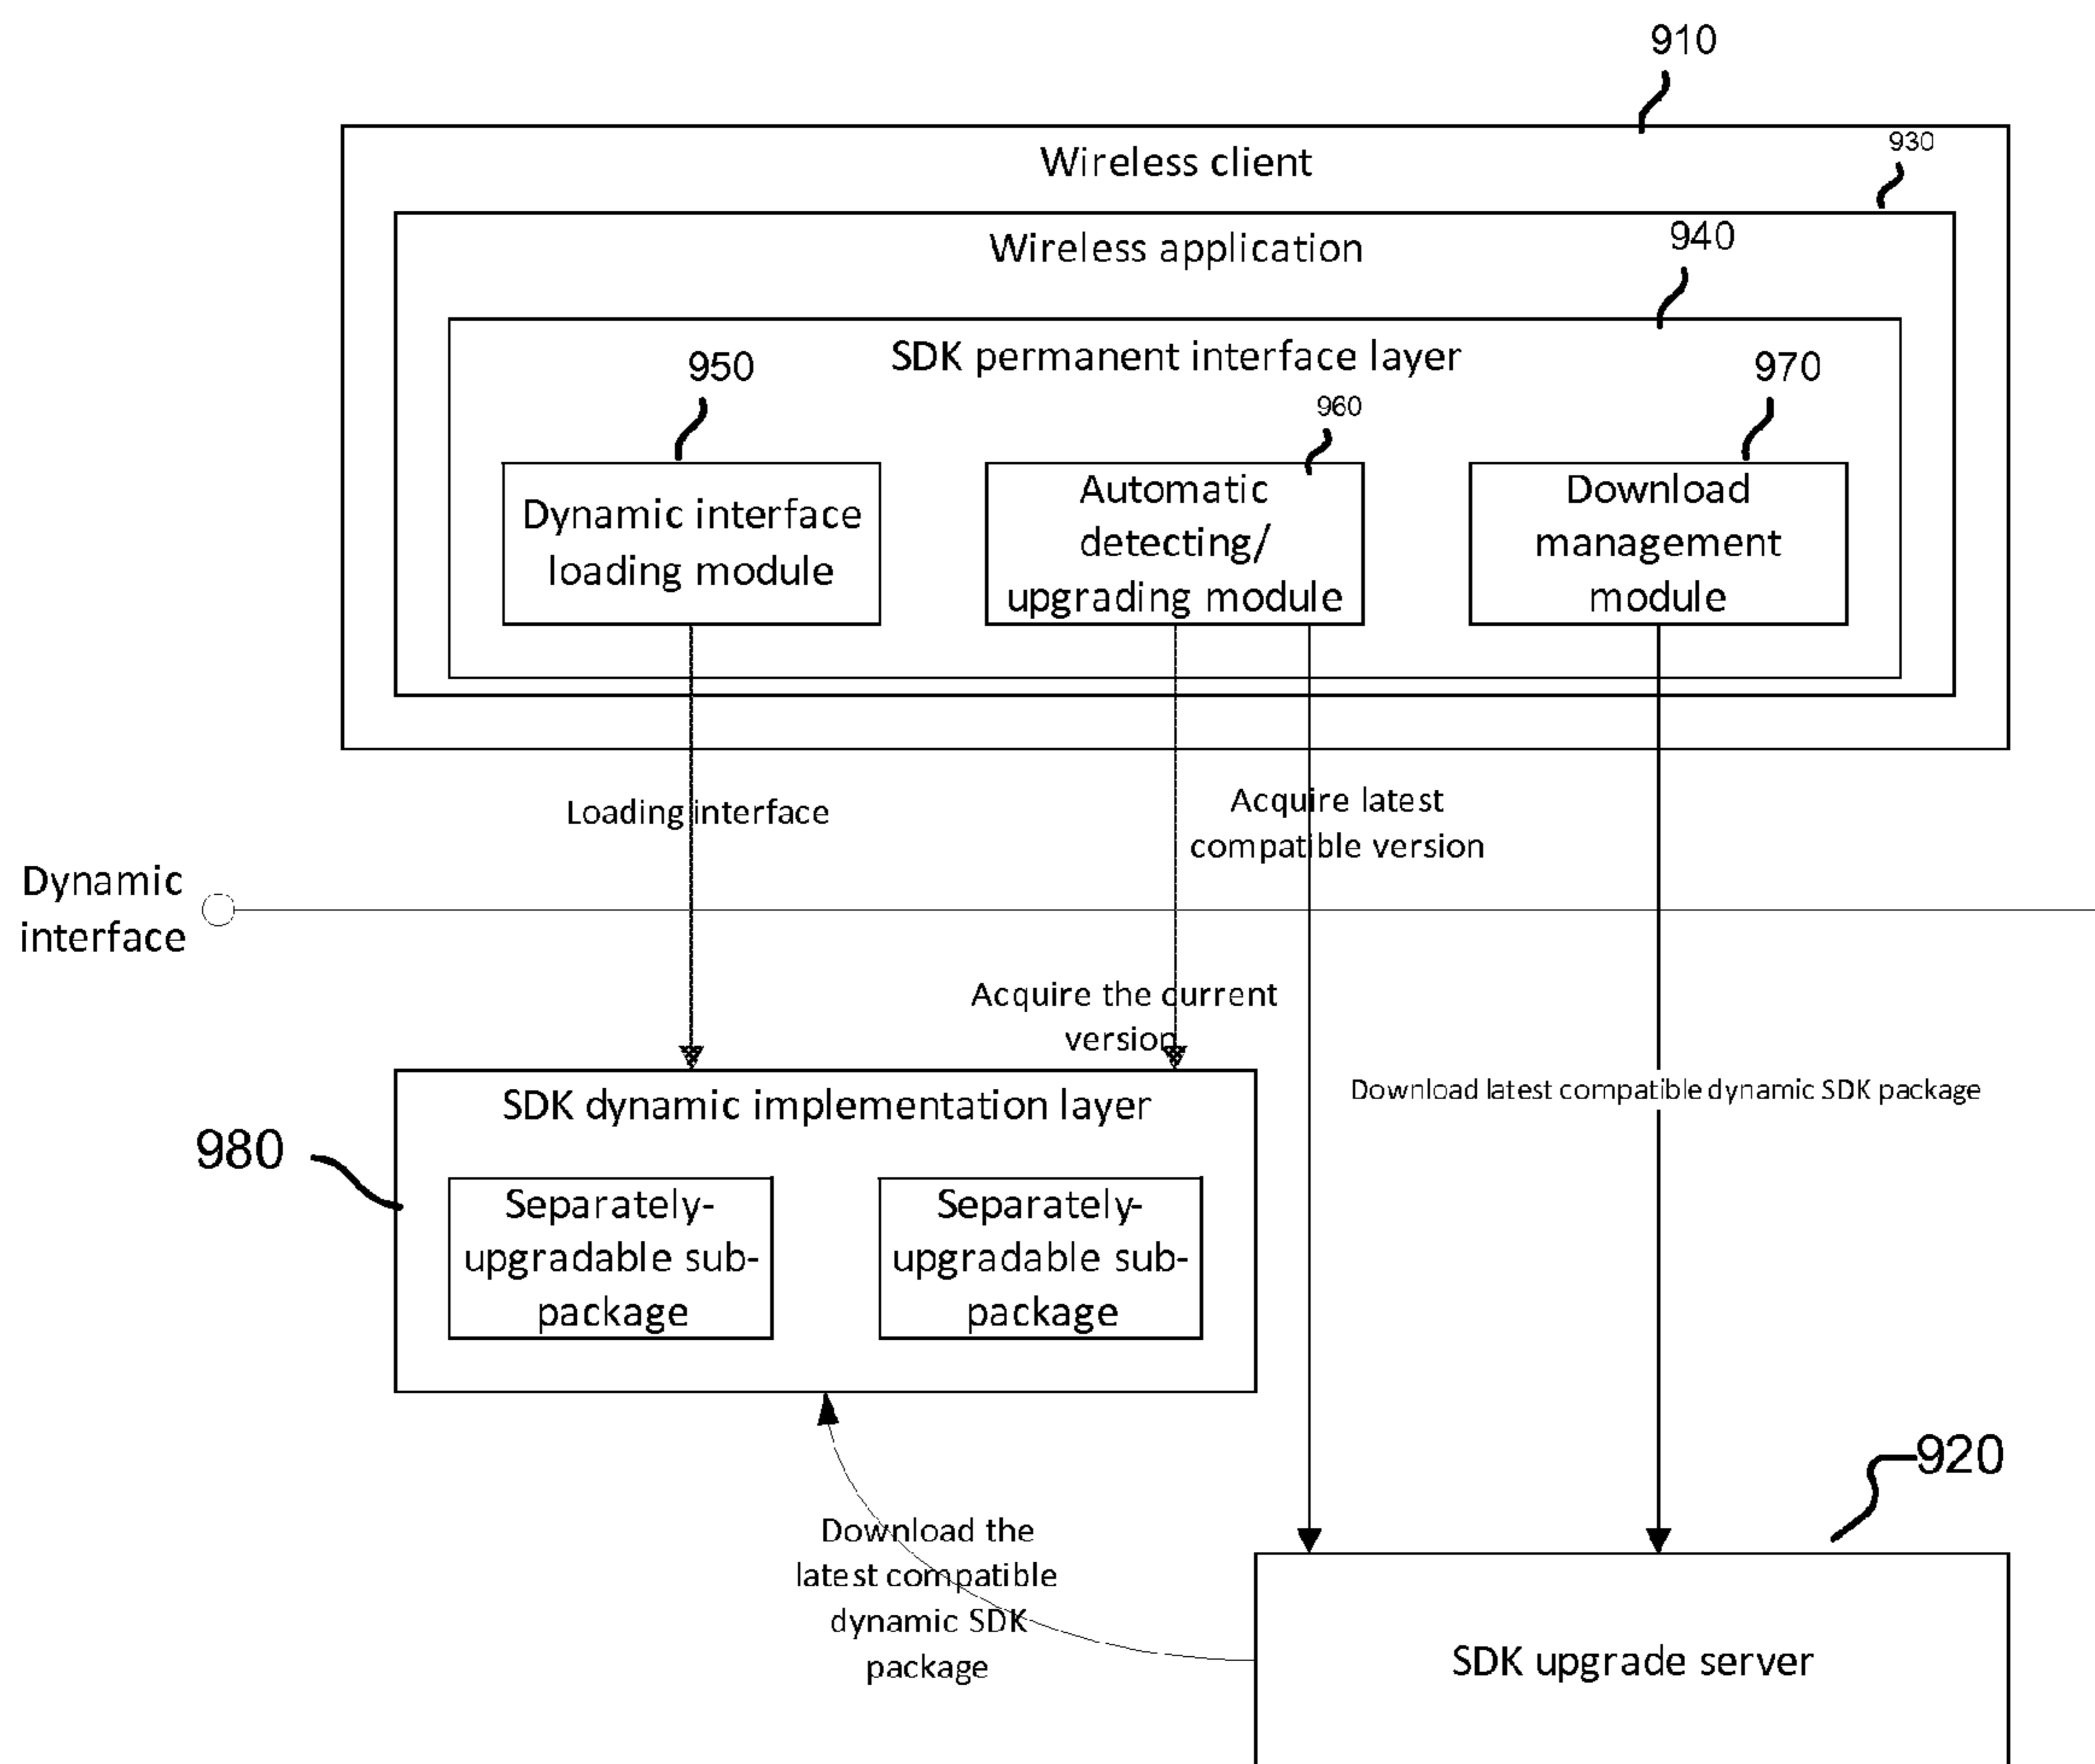 910
Wireless client
930
Wireless application
940
SDK permanent interface layer
950
960
970
Dynamic interface
loading module
Automatic
detecting/
upgrading module
Download
management
module
Loading interface
Acquire latest
compatible version
Dynamic
interface
Acquire the current
version
Download latest compatible dynamic SDK package
SDK dynamic implementation layer
980
Separately-
upgradable sub-
package
Separately-
upgradable sub-
package
920
Download the
latest compatible
dynamic SDK
package
SDK upgrade server